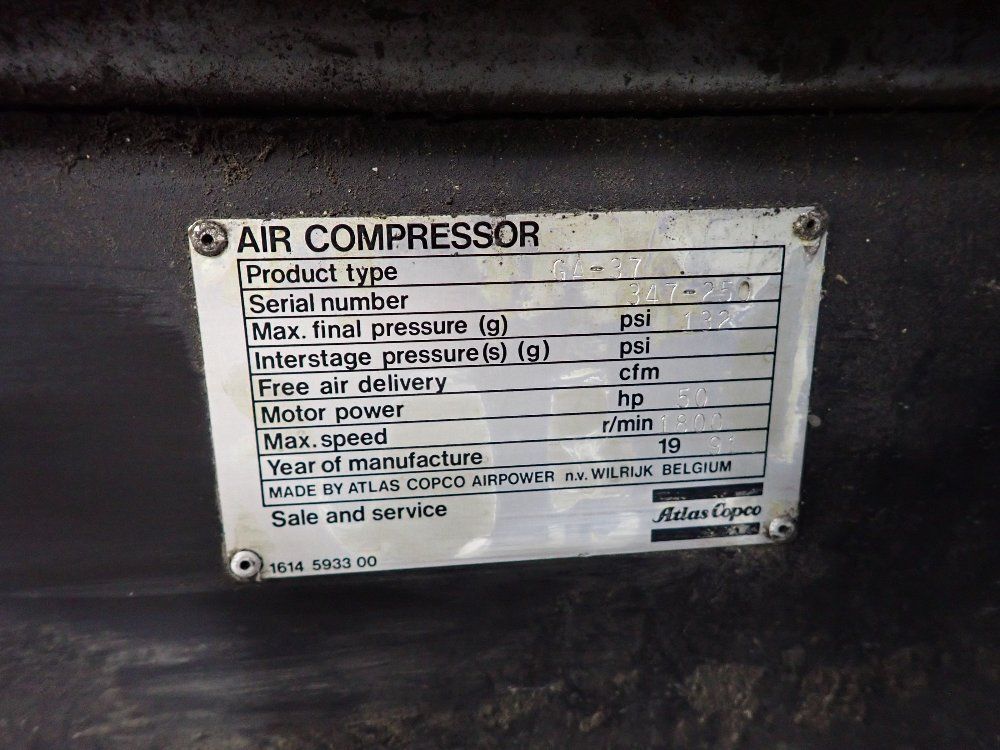 AIR COMPRESSOR
Product type GA-37
Serial number 347-250
Max. final pressure (g) psi 132
Interstage pressure(s) (g) psi
Free air delivery cfm
Motor power hp 50
Max. speed r/min 1800
Year of manufacture 19 91
MADE BY ATLAS COPCO AIRPOWER n.v. WILRIJK BELGIUM
Sale and service Atlas Copco
1614 5933 00